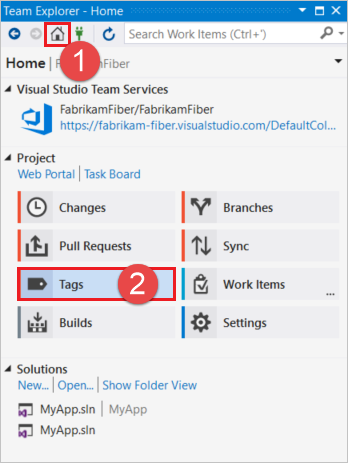 Team Explorer - Home
Search Work Items (Ctrl+')
1
Home | F    Fiber
Visual Studio Team Services
FabrikamFiber/FabrikamFiber
https://fabrikam-fiber.visualstudio.com/DefaultCol...
Project
Web Portal | Task Board
Changes
Branches
Pull Requests
Sync
Tags
2
Work Items
...
Builds
Settings
Solutions
New... | Open... | Show Folder View
MyApp.sln | MyApp
MyApp.sln